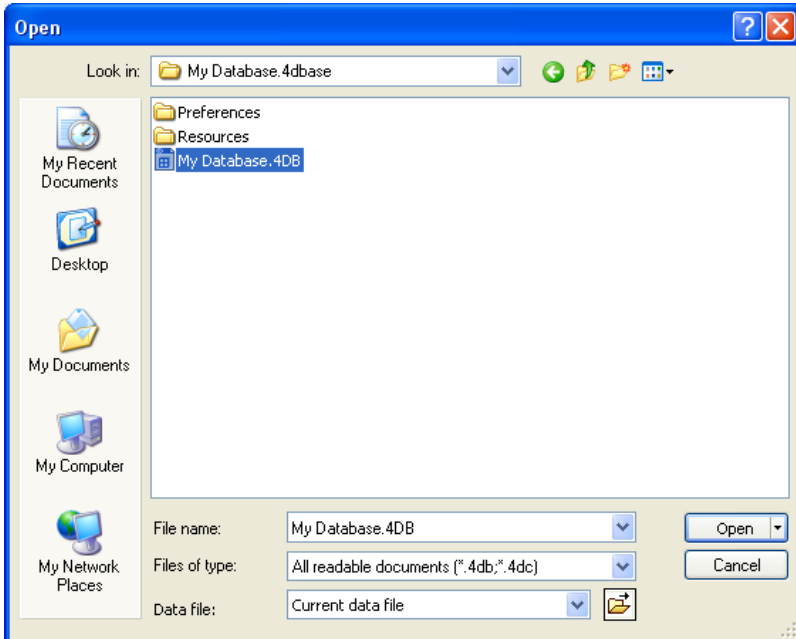 Open
Look in: My Database.4dbase
My Recent
Documents
Desktop
My Documents
My Computer
My Network
Places
Preferences
Resources
My Database.4DB
File name: My Database.4DB Open
Files of type: All readable documents (*.4db;*.4dc) Cancel
Data file: Current data file